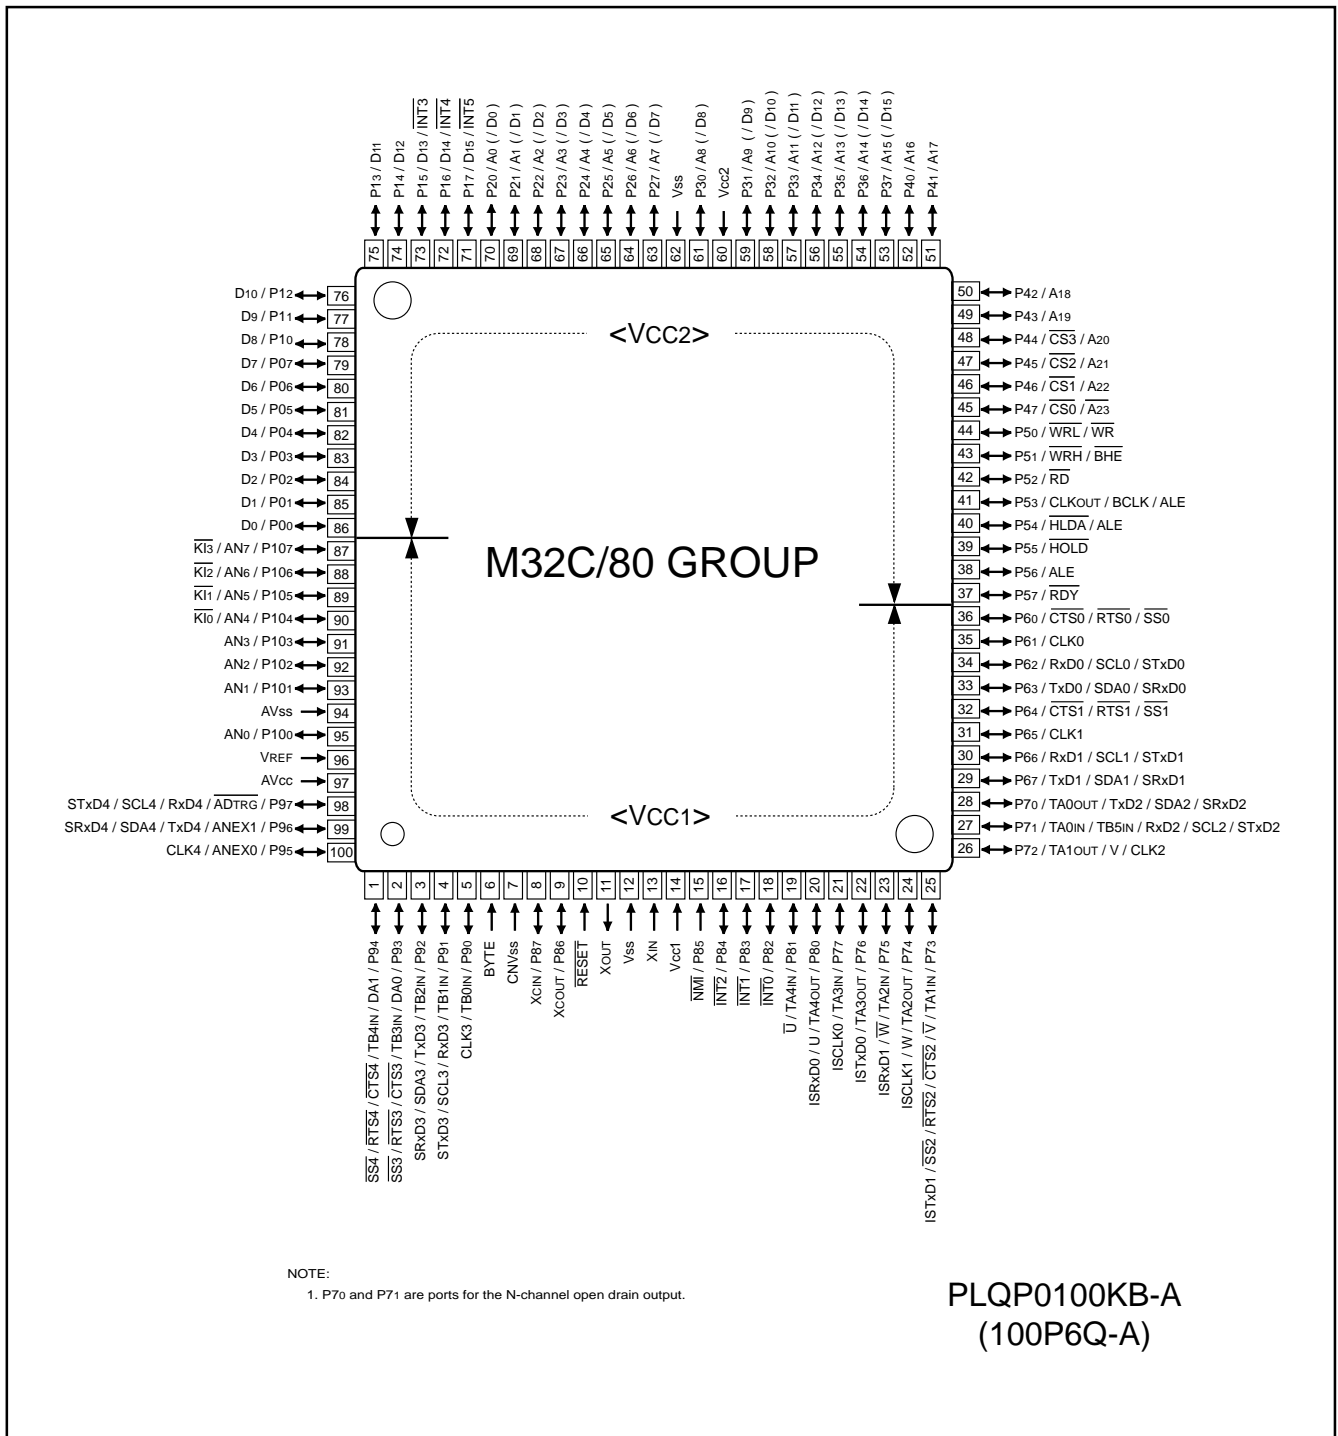 P13 / D11
P14 / D12
P15 / D13 / INT3
P16 / D14 / INT4
P17 / D15 / INT5
P20 / A0 ( / D0 )
P21 / A1 ( / D1 )
P22 / A2 ( / D2 )
P23 / A3 ( / D3 )
P24 / A4 ( / D4 )
P25 / A5 ( / D5 )
P26 / A6 ( / D6 )
P27 / A7 ( / D7 )
Vss
P30 / A8 ( / D8 )
Vcc2
P31 / A9 ( / D9 )
P32 / A10 ( / D10 )
P33 / A11 ( / D11 )
P34 / A12 ( / D12 )
P35 / A13 ( / D13 )
P36 / A14 ( / D14 )
P37 / A15 ( / D15 )
P40 / A16
P41 / A17
75 74 73 72 71 70 69 68 67 66 65 64 63 62 61 60 59 58 57 56 55 54 53 52 51
D10 / P12 76
D9 / P11 77
D8 / P10 78
D7 / P07 79
D6 / P06 80
D5 / P05 81
D4 / P04 82
D3 / P03 83
D2 / P02 84
D1 / P01 85
D0 / P00 86
KI3 / AN7 / P107 87
KI2 / AN6 / P106 88
KI1 / AN5 / P105 89
KI0 / AN4 / P104 90
AN3 / P103 91
AN2 / P102 92
AN1 / P101 93
AVss 94
AN0 / P100 95
VREF 96
AVcc 97
STxD4 / SCL4 / RxD4 / ADTRG / P97 98
SRxD4 / SDA4 / TxD4 / ANEX1 / P96 99
CLK4 / ANEX0 / P95 100
<VCC2>
M32C/80 GROUP
<VCC1>
50 P42 / A18
49 P43 / A19
48 P44 / CS3 / A20
47 P45 / CS2 / A21
46 P46 / CS1 / A22
45 P47 / CS0 / A23
44 P50 / WRL / WR
43 P51 / WRH / BHE
42 P52 / RD
41 P53 / CLKOUT / BCLK / ALE
40 P54 / HLDA / ALE
39 P55 / HOLD
38 P56 / ALE
37 P57 / RDY
36 P60 / CTS0 / RTS0 / SS0
35 P61 / CLK0
34 P62 / RxD0 / SCL0 / STxD0
33 P63 / TxD0 / SDA0 / SRxD0
32 P64 / CTS1 / RTS1 / SS1
31 P65 / CLK1
30 P66 / RxD1 / SCL1 / STxD1
29 P67 / TxD1 / SDA1 / SRxD1
28 P70 / TA0OUT / TxD2 / SDA2 / SRxD2
27 P71 / TA0IN / TB5IN / RxD2 / SCL2 / STxD2
26 P72 / TA1OUT / V / CLK2
1 2 3 4 5 6 7 8 9 10 11 12 13 14 15 16 17 18 19 20 21 22 23 24 25
SS4 / RTS4 / CTS4 / TB4IN / DA1 / P94
SS3 / RTS3 / CTS3 / TB3IN / DA0 / P93
SRxD3 / SDA3 / TxD3 / TB2IN / P92
STxD3 / SCL3 / RxD3 / TB1IN / P91
CLK3 / TB0IN / P90
BYTE
CNVss
XCIN / P87
XCOUT / P86
RESET
XOUT
Vss
XIN
Vcc1
NMI / P85
INT2 / P84
INT1 / P83
INT0 / P82
U / TA4IN / P81
ISRxD0 / U / TA4OUT / P80
ISCLK0 / TA3IN / P77
ISTxD0 / TA3OUT / P76
ISRxD1 / W / TA2IN / P75
ISCLK1 / W / TA2OUT / P74
ISTxD1 / SS2 / RTS2 / CTS2 / V / TA1IN / P73
NOTE:
1. P70 and P71 are ports for the N-channel open drain output.
PLQP0100KB-A
(100P6Q-A)